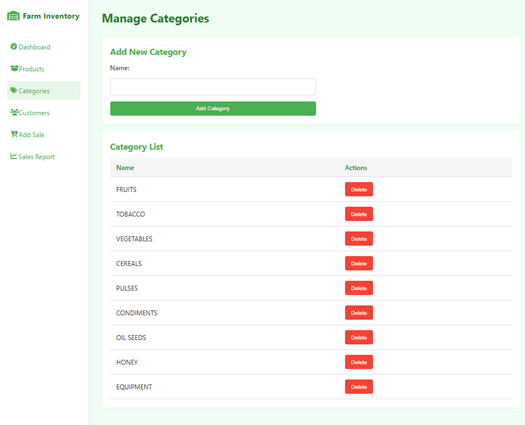 Farm Inventory
Dashboard
Products
Categories
Customers
Add Sale
Sales Report
Manage Categories
Add New Category
Name:
Add Category
Category List
Name Actions
FRUITS Delete
TOBACCO Delete
VEGETABLES Delete
CEREALS Delete
PULSES Delete
CONDIMENTS Delete
OIL SEEDS Delete
HONEY Delete
EQUIPMENT Delete